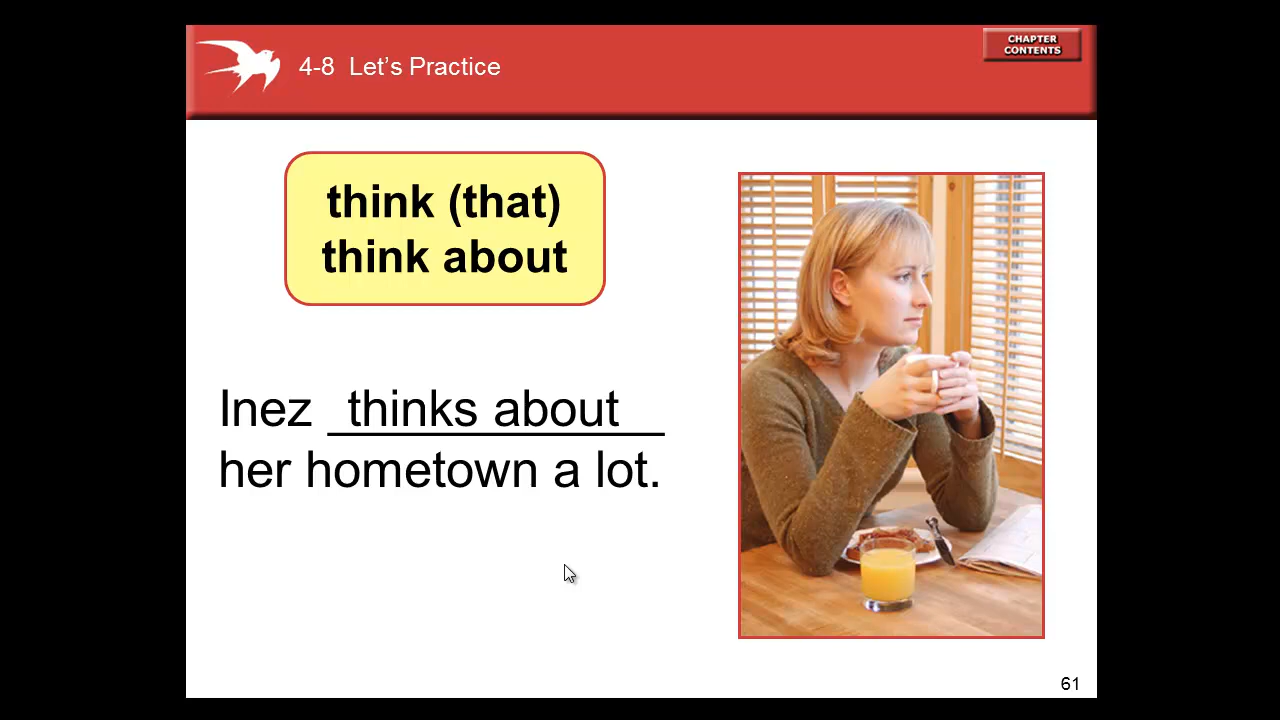 4-8 Let’s Practice
CHAPTER
CONTENTS
think (that)
think about
Inez thinks about
her hometown a lot.
61